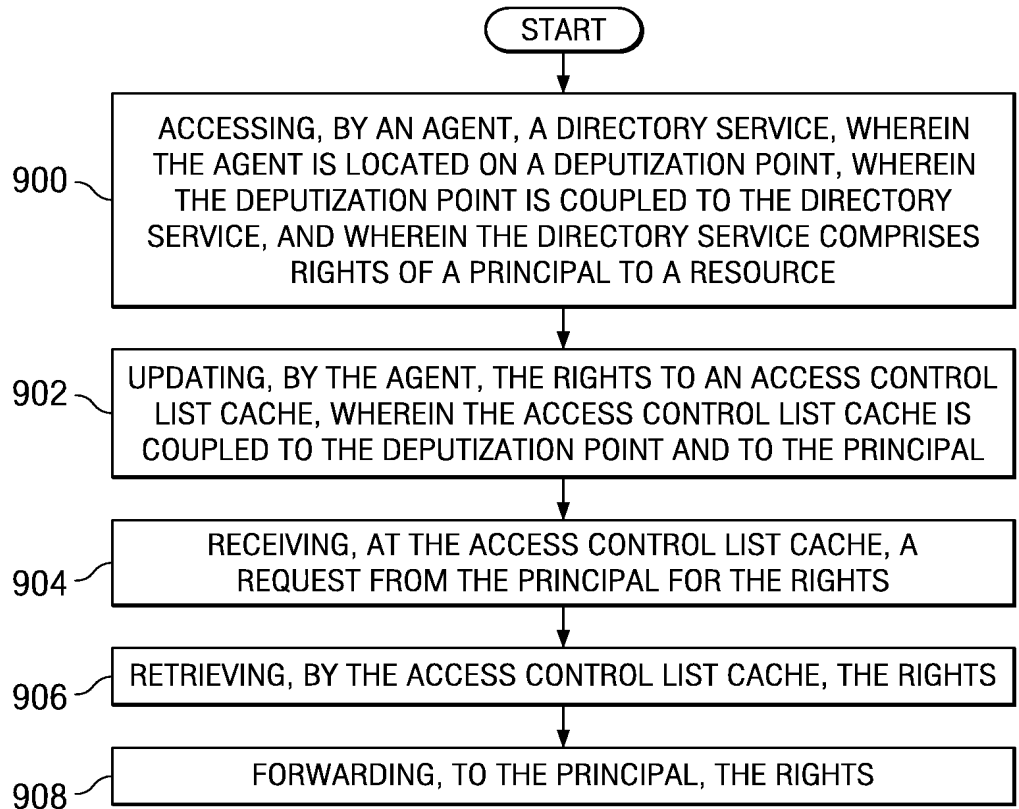 START
900
ACCESSING, BY AN AGENT, A DIRECTORY SERVICE, WHEREIN
THE AGENT IS LOCATED ON A DEPUTIZATION POINT, WHEREIN
THE DEPUTIZATION POINT IS COUPLED TO THE DIRECTORY
SERVICE, AND WHEREIN THE DIRECTORY SERVICE COMPRISES
RIGHTS OF A PRINCIPAL TO A RESOURCE
902
UPDATING, BY THE AGENT, THE RIGHTS TO AN ACCESS CONTROL
LIST CACHE, WHEREIN THE ACCESS CONTROL LIST CACHE IS
COUPLED TO THE DEPUTIZATION POINT AND TO THE PRINCIPAL
904
RECEIVING, AT THE ACCESS CONTROL LIST CACHE, A
REQUEST FROM THE PRINCIPAL FOR THE RIGHTS
906
RETRIEVING, BY THE ACCESS CONTROL LIST CACHE, THE RIGHTS
908
FORWARDING, TO THE PRINCIPAL, THE RIGHTS